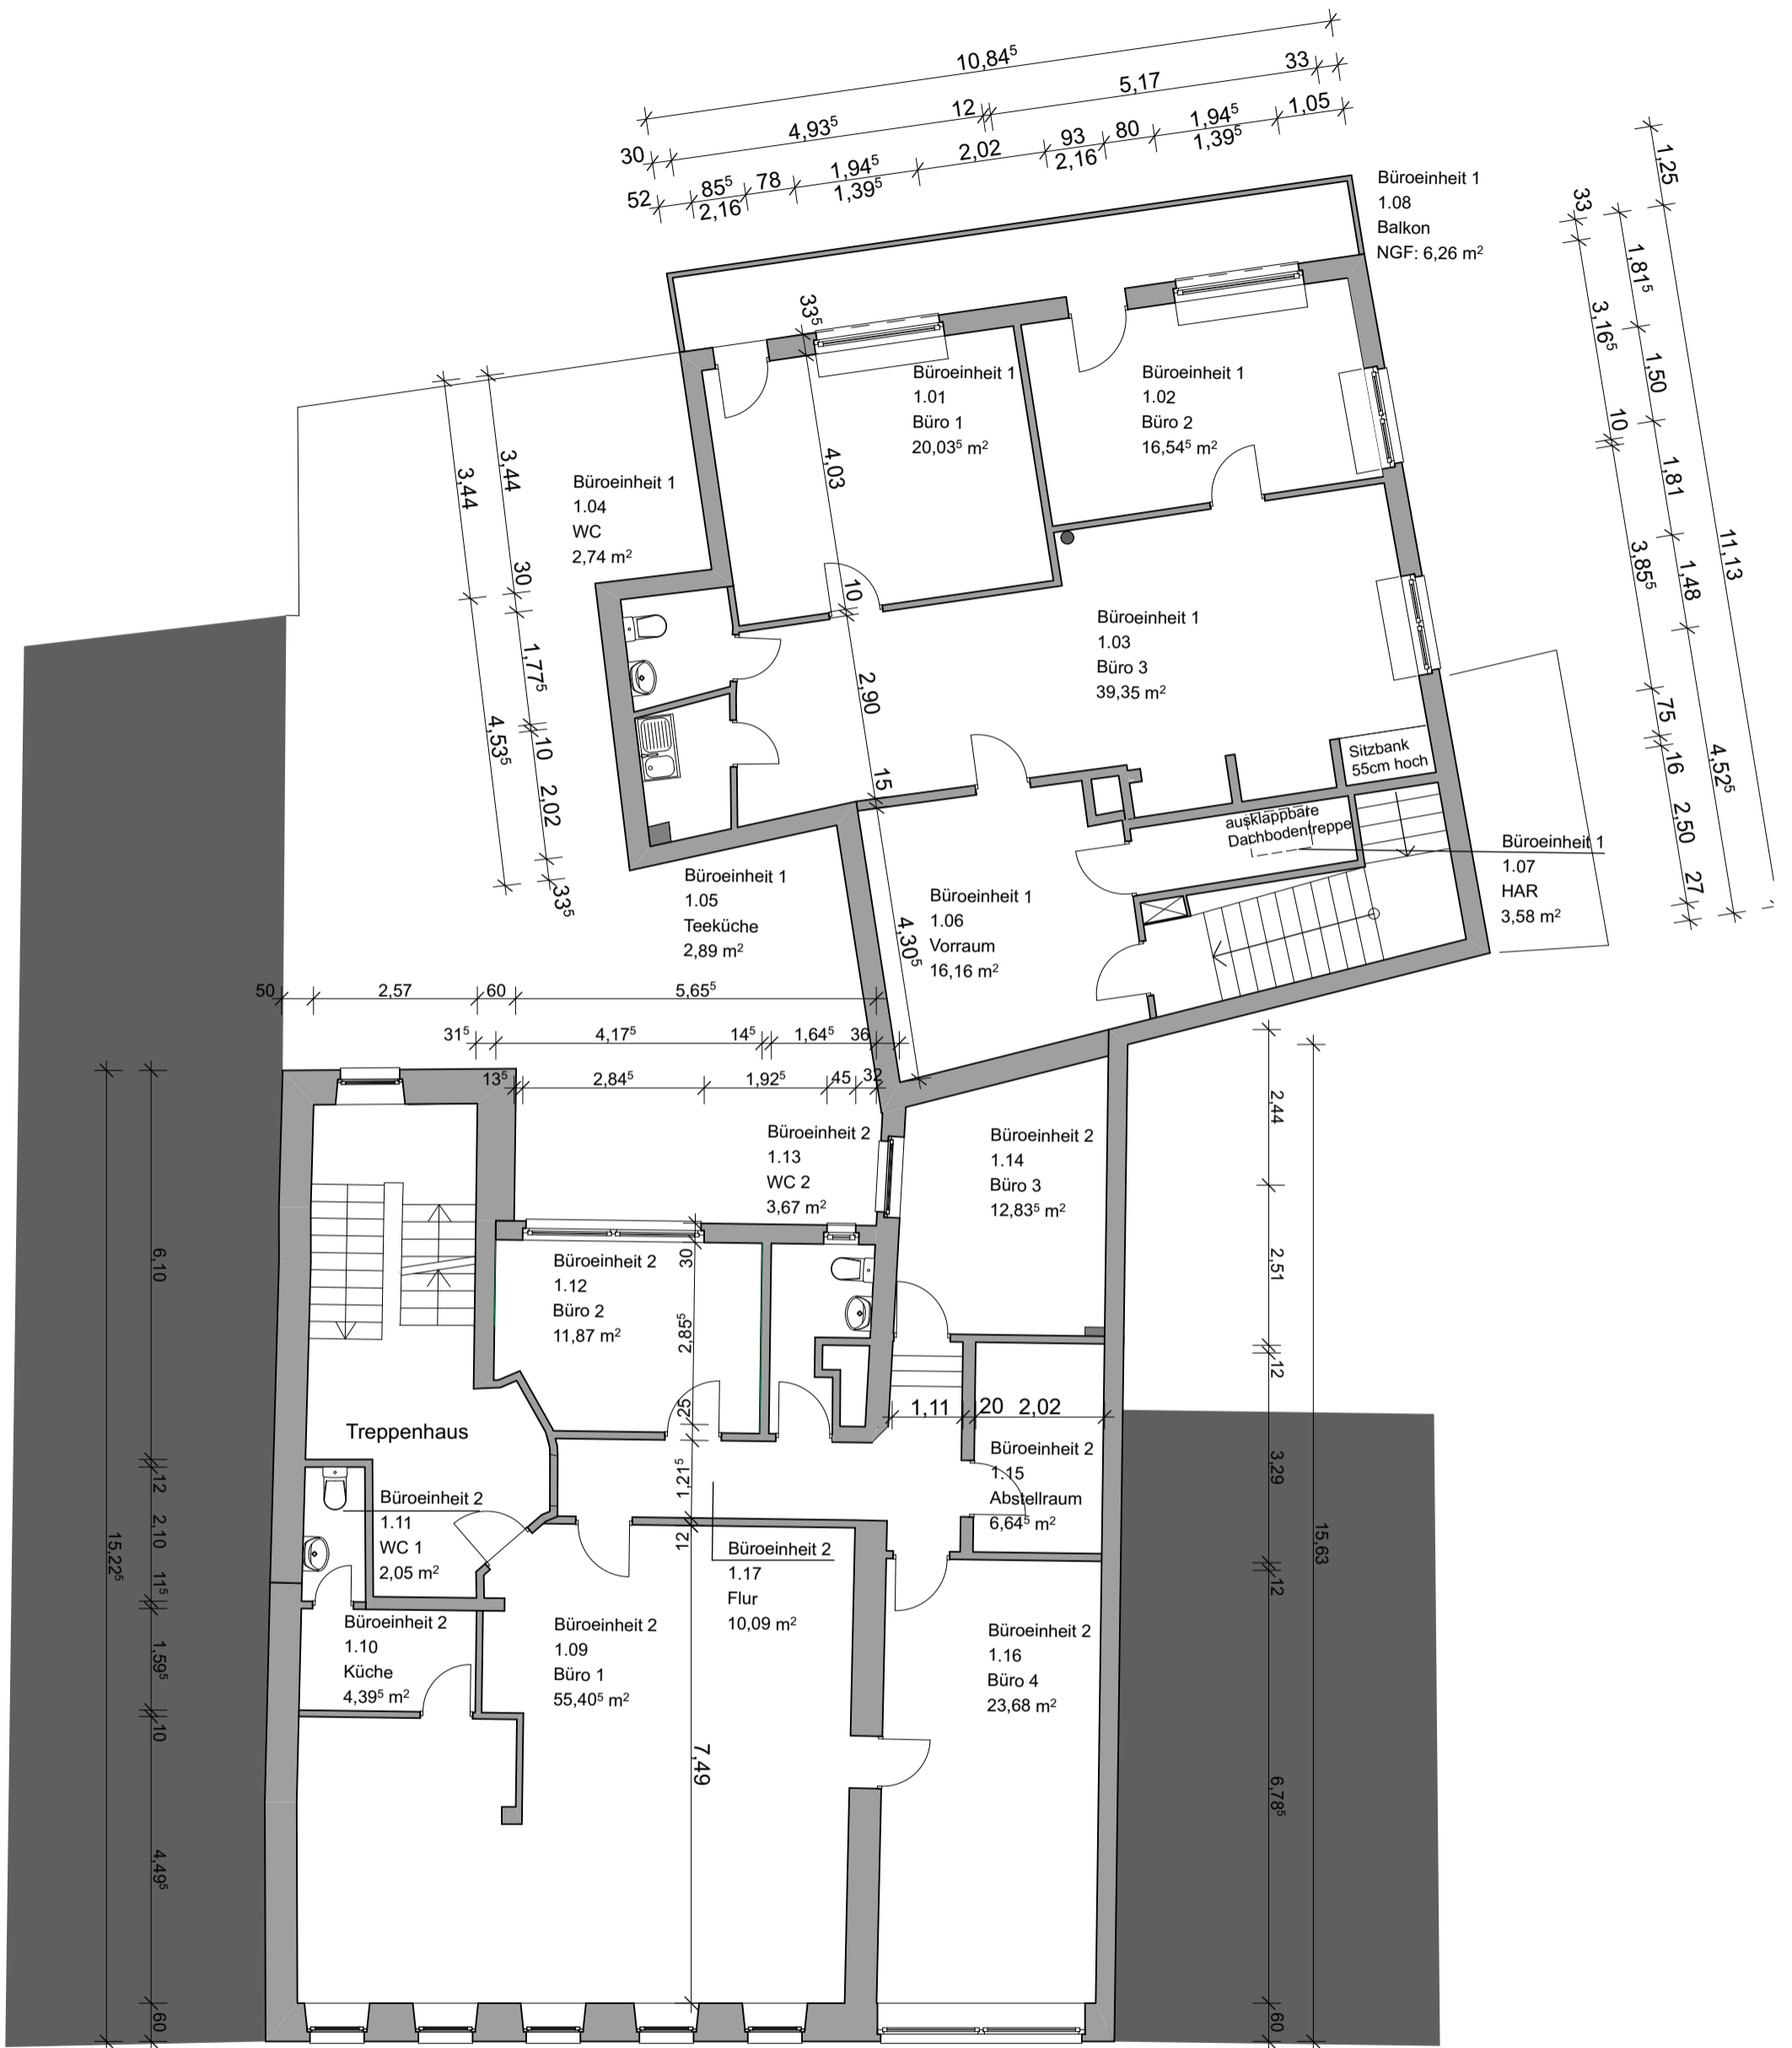 10,84⁵
33
5,17
12
4,93⁵
30
1,05
1,94⁵
1,39⁵
80
93
2,16
2,02
1,94⁵
1,39⁵
78
85⁵
2,16
52
1,25
33
1,81⁵
3,16⁵
1,50
10
1,81
11,13
3,85⁵
1,48
75
4,52⁵
16
2,50
27
Büroeinheit 1
1.08
Balkon
NGF: 6,26 m²
33⁵
Büroeinheit 1
1.01
Büro 1
20,03⁵ m²
Büroeinheit 1
1.02
Büro 2
16,54⁵ m²
4,03
3,44
3,44
Büroeinheit 1
1.04
WC
2,74 m²
30
10
1,77⁵
4,53⁵
10
2,02
33⁵
Büroeinheit 1
1.03
Büro 3
39,35 m²
2,90
15
Sitzbank
55cm hoch
ausklappbare
Dachbodentreppe
Büroeinheit 1
1.07
HAR
3,58 m²
Büroeinheit 1
1.05
Teeküche
2,89 m²
Büroeinheit 1
1.06
Vorraum
16,16 m²
4,30⁵
50
2,57
60
5,65⁵
31⁵
4,17⁵
14⁵
1,64⁵
36
13⁵
2,84⁵
1,92⁵
45
32
Büroeinheit 2
1.13
WC 2
3,67 m²
Büroeinheit 2
1.14
Büro 3
12,83⁵ m²
2,44
2,51
12
3,29
12
6,78⁵
60
15,63
6,10
12
2,10
11⁵
1,59⁵
10
4,49⁵
60
15,22⁵
Büroeinheit 2
1.12
Büro 2
11,87 m²
30
2,85⁵
25
1,21⁵
12
7,49
1,11
20
2,02
Treppenhaus
Büroeinheit 2
1.15
Abstellraum
6,64⁵ m²
Büroeinheit 2
1.11
WC 1
2,05 m²
Büroeinheit 2
1.17
Flur
10,09 m²
Büroeinheit 2
1.10
Küche
4,39⁵ m²
Büroeinheit 2
1.09
Büro 1
55,40⁵ m²
Büroeinheit 2
1.16
Büro 4
23,68 m²